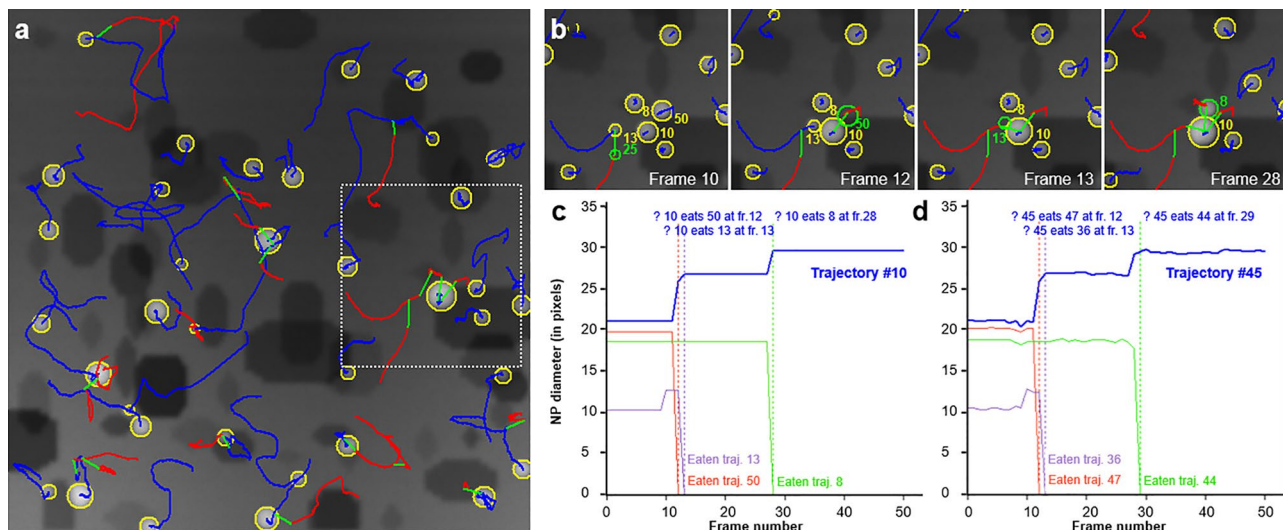 a
b
8
50
13
10
25
Frame 10
8
50
13
10
Frame 12
8
13
10
Frame 13
8
10
Frame 28
c
NP diameter (in pixels)
35
30
25
20
15
10
5
0
? 10 eats 50 at fr.12
? 10 eats 13 at fr. 13
? 10 eats 8 at fr.28
Trajectory #10
Eaten traj. 13
Eaten traj. 50
Eaten traj. 8
0 10 20 30 40 50
Frame number
d
35
30
25
20
15
10
5
0
? 45 eats 47 at fr. 12
? 45 eats 36 at fr. 13
? 45 eats 44 at fr. 29
Trajectory #45
Eaten traj. 36
Eaten traj. 47
Eaten traj. 44
0 10 20 30 40 50
Frame number